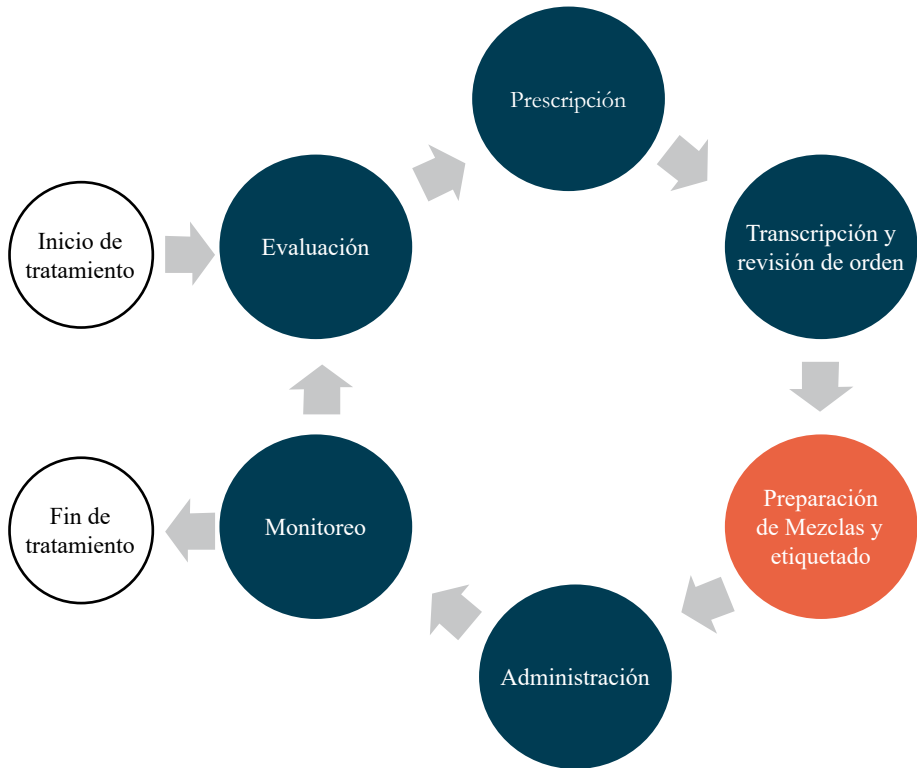 Prescripción
Inicio de
tratamiento
Evaluación
Transcripción y
revisión de orden
Preparación
de Mezclas y
etiquetado
Administración
Monitoreo
Fin de
tratamiento